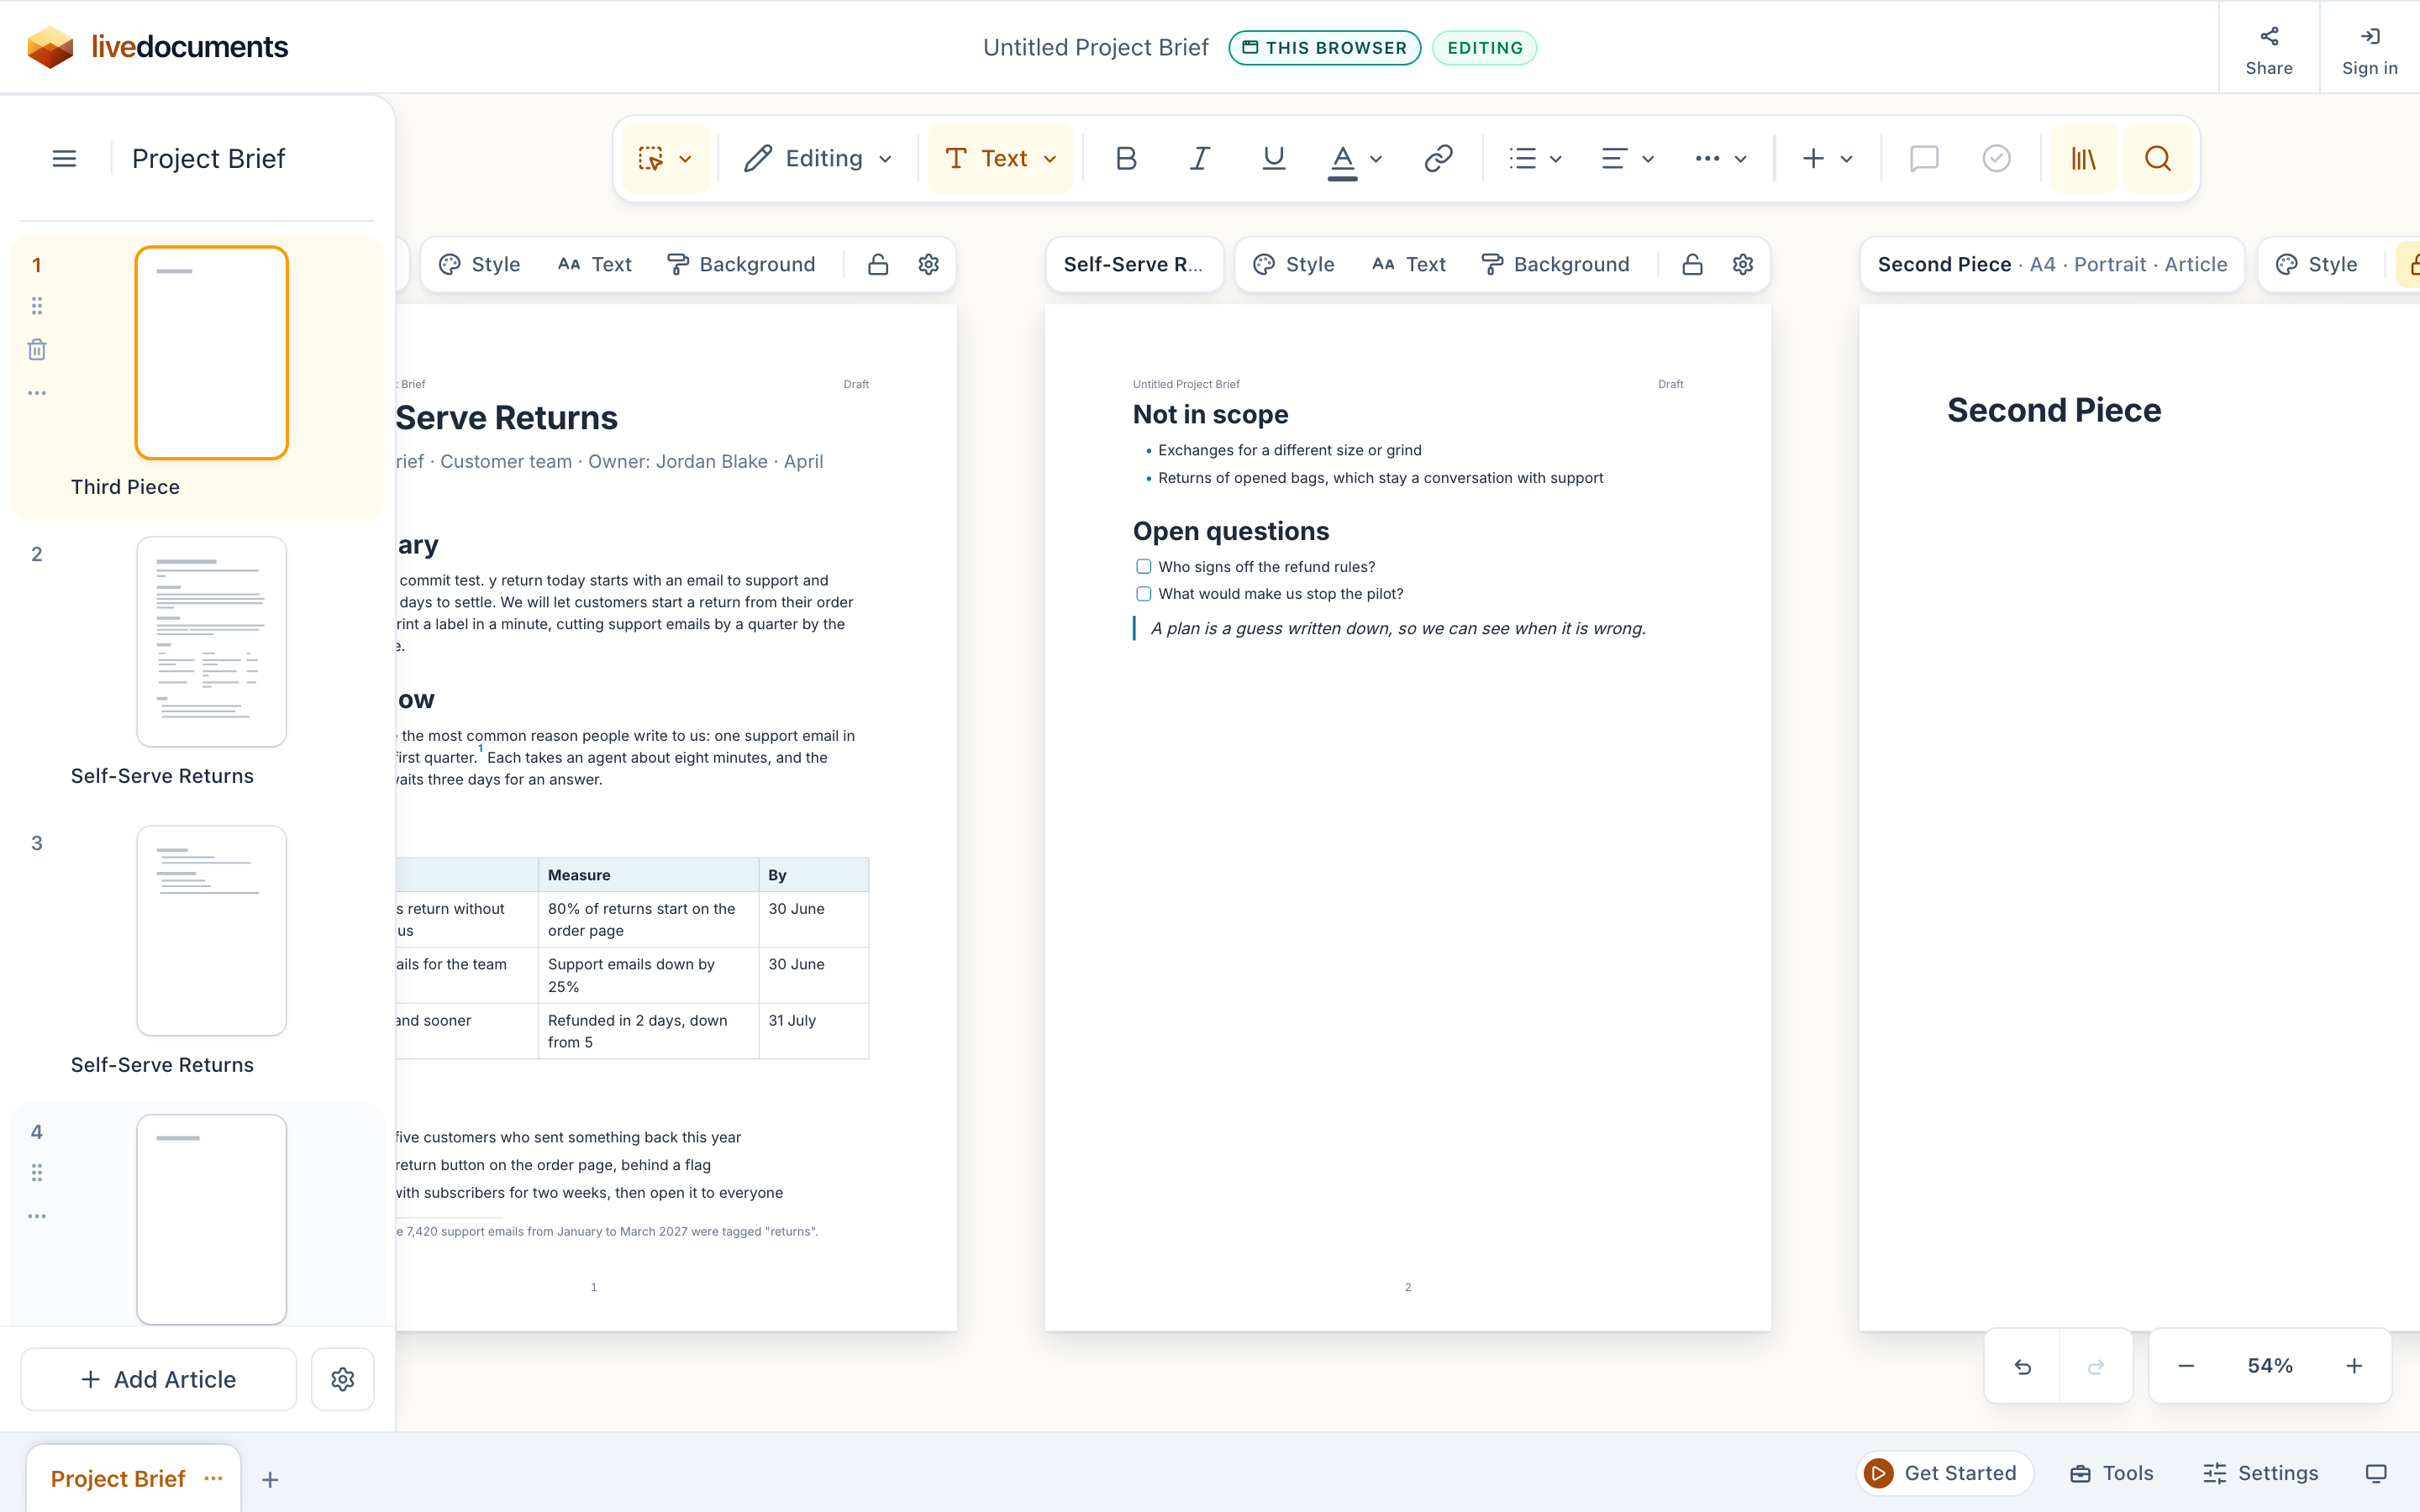 livedocuments
Untitled Project Brief
THIS BROWSER
EDITING
Share
Sign in
Project Brief
Editing
Text
1
Third Piece
2
Self-Serve Returns
3
Self-Serve Returns
4
Add Article
Style
Text
Background
Brief
Draft
Serve Returns
· Customer team · Owner: Jordan Blake · April
commit test. y return today starts with an email to support and
days to settle. We will let customers start a return from their order
a label in a minute, cutting support emails by a quarter by the
the most common reason people write to us: one support email in
first quarter.1 Each takes an agent about eight minutes, and the
three days for an answer.
Measure
By
return without
us
80% of returns start on the
order page
30 June
for the team
Support emails down by
25%
30 June
and sooner
Refunded in 2 days, down
from 5
31 July
five customers who sent something back this year
return button on the order page, behind a flag
with subscribers for two weeks, then open it to everyone
7,420 support emails from January to March 2027 were tagged "returns".
1
Self-Serve R...
Style
Text
Background
Untitled Project Brief
Draft
Not in scope
• Exchanges for a different size or grind
• Returns of opened bags, which stay a conversation with support
Open questions
Who signs off the refund rules?
What would make us stop the pilot?
A plan is a guess written down, so we can see when it is wrong.
2
Second Piece · A4 · Portrait · Article
Style
Second Piece
54%
Project Brief
Get Started
Tools
Settings